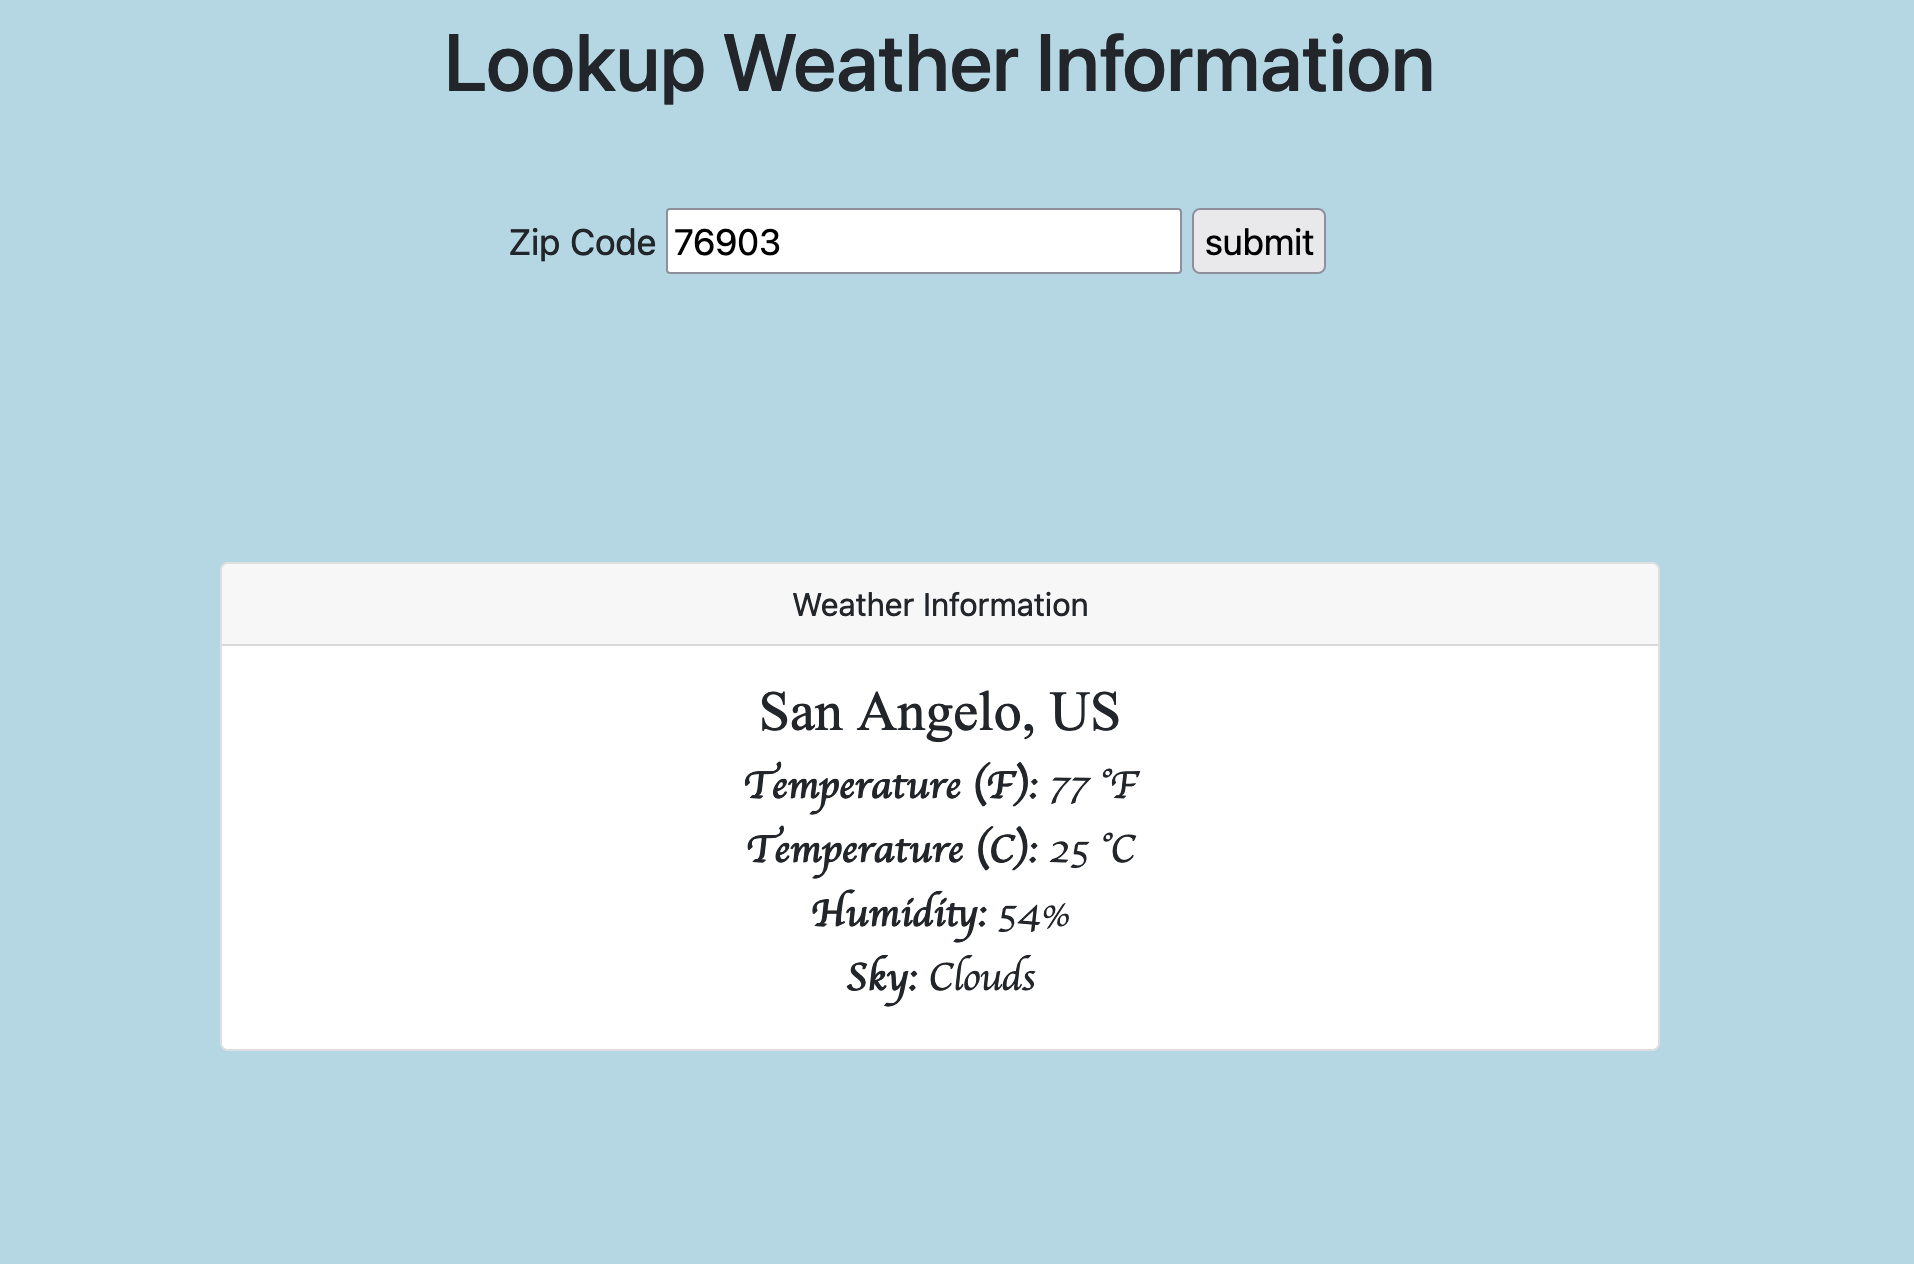 Lookup Weather Information
Zip Code 76903 submit
Weather Information
San Angelo, US
Temperature (F): 77 °F
Temperature (C): 25 °C
Humidity: 54%
Sky: Clouds